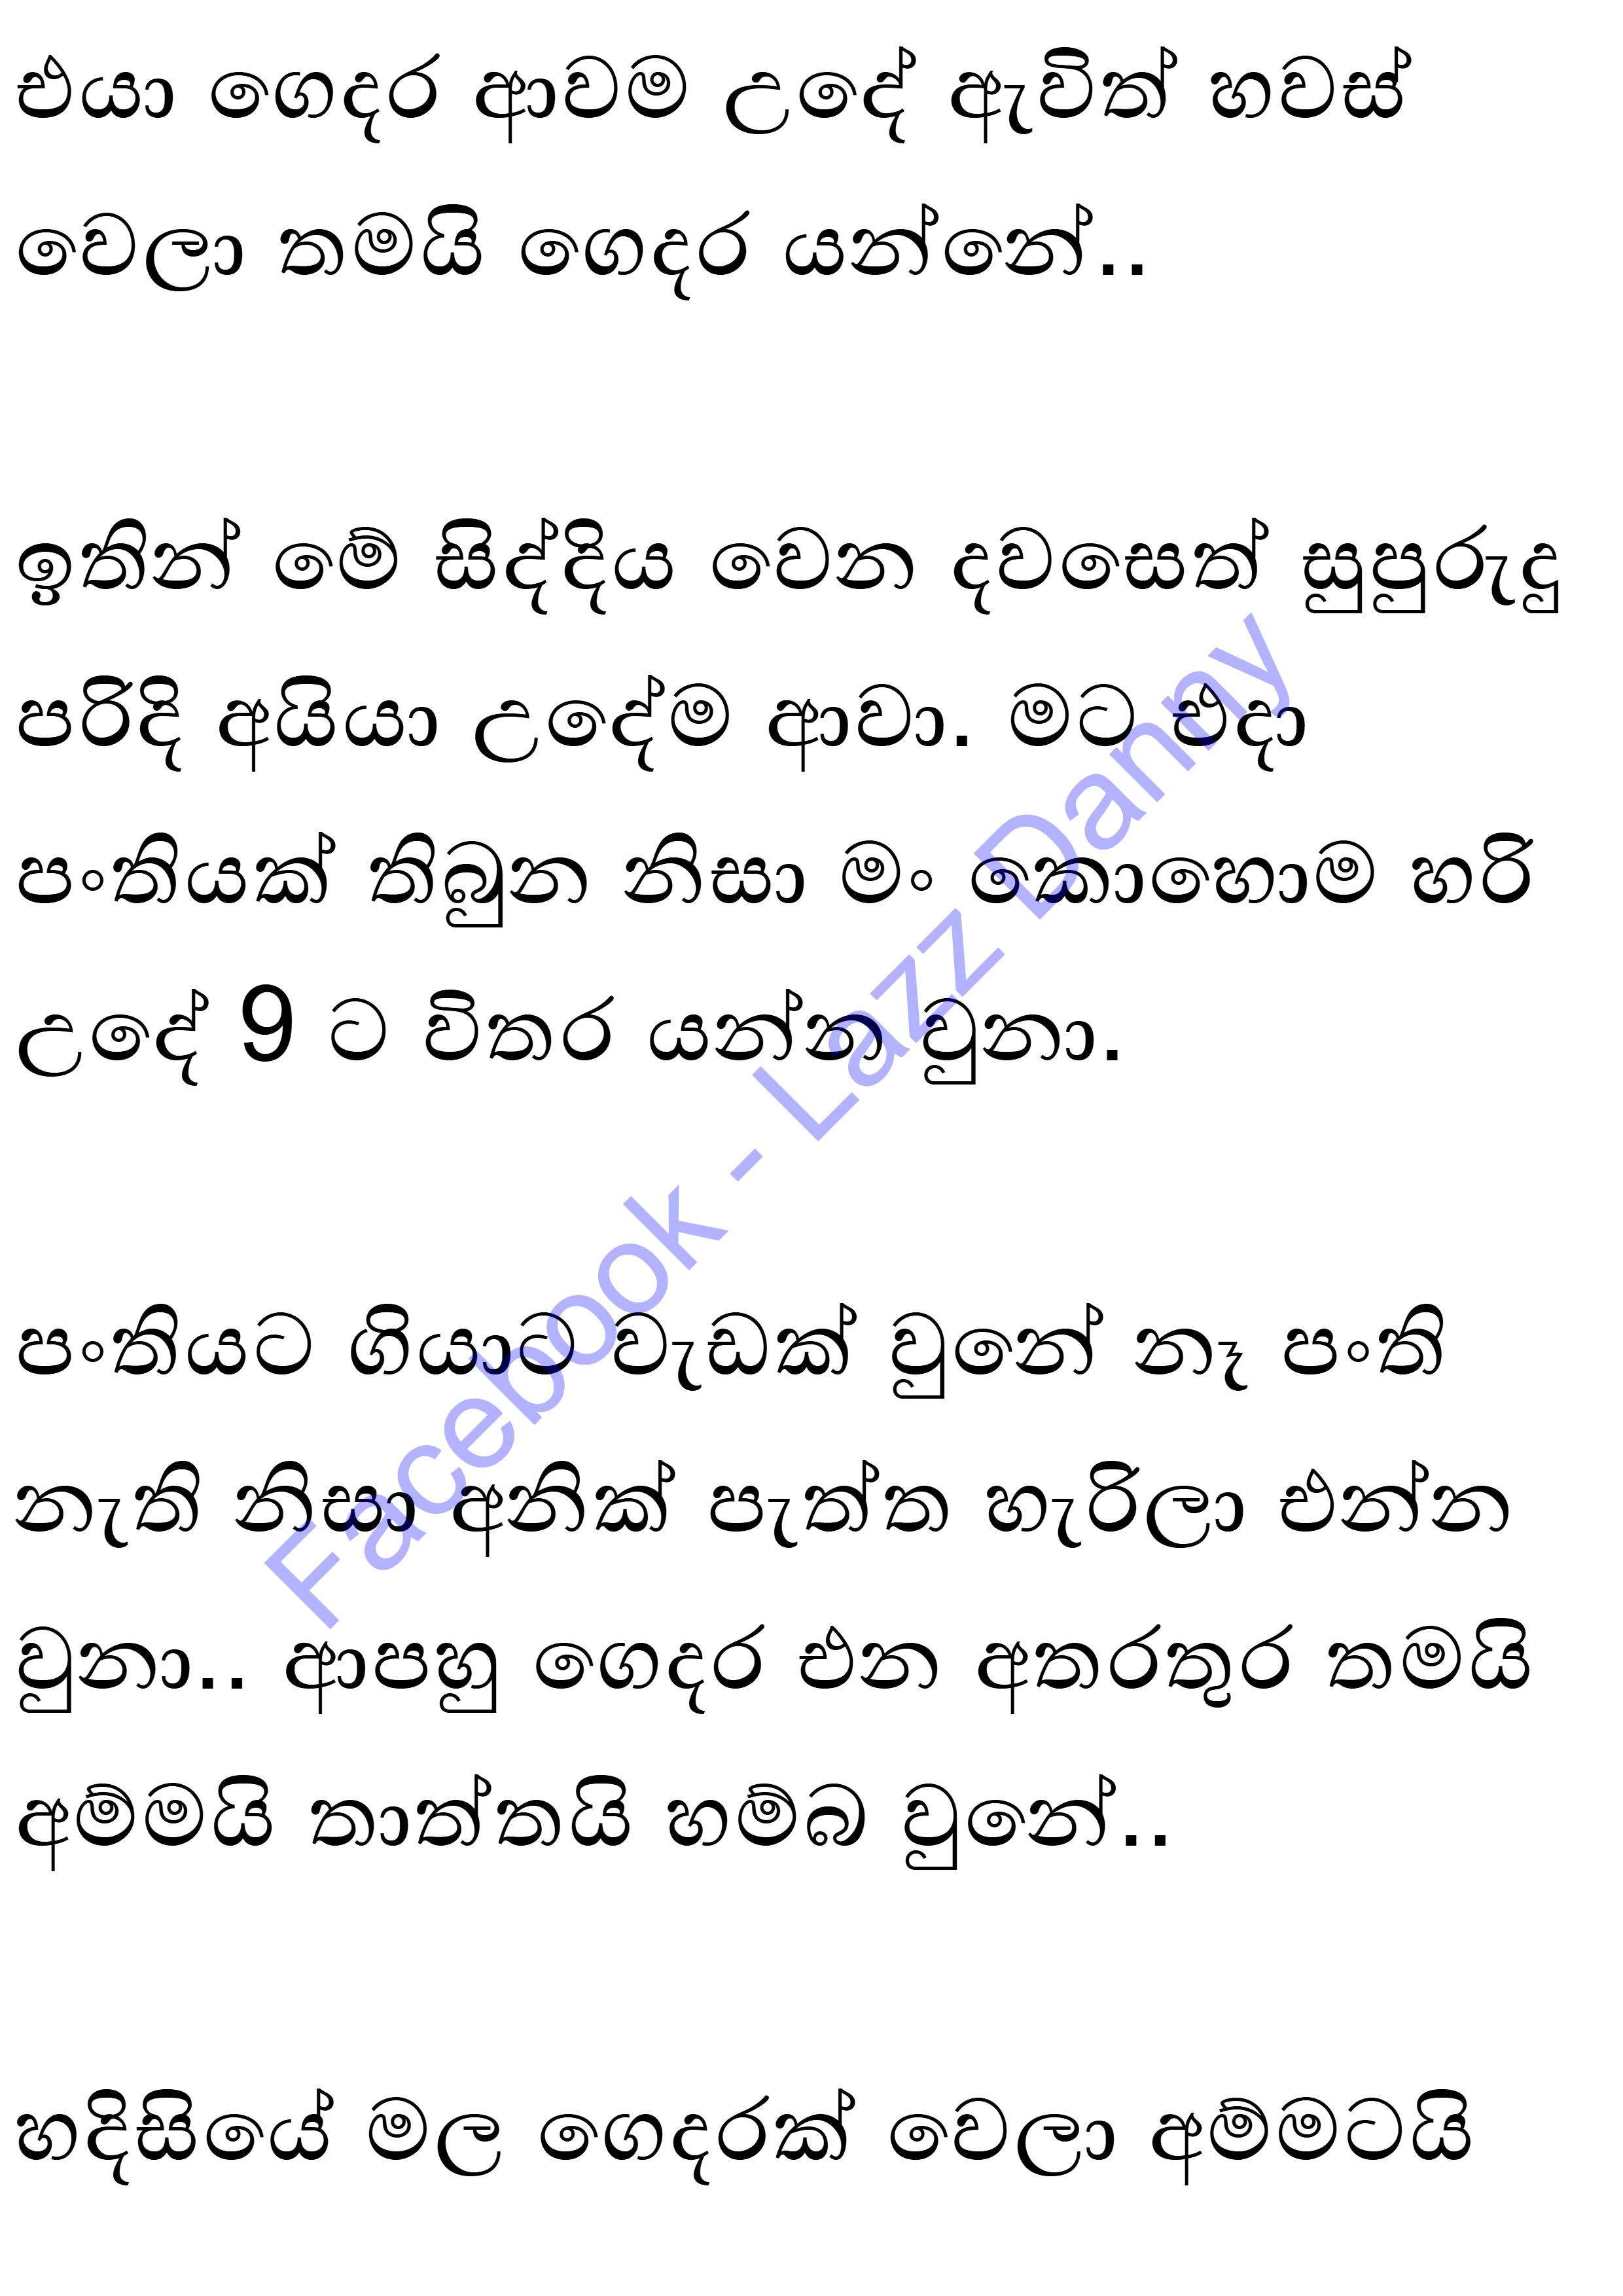 එයා ගෙදර ආවම උදේ ඇවිත් හවස්
වෙලා තමයි ගෙදර යන්නේ..
ඉතින් මේ සිද්දිය වෙන දවසෙත් සුපුරුදු
පරිදි අයියා උදේම ආවා. මට එදා
පංතියක් තිබුන නිසා මං කොහොම හරි
උදේ 9 ට විතර යන්න වුනා.
පංතියට ගියාට වැඩක් වුනේ නෑ පංති
නැති නිසා අනික් පැත්ත හැරිලා එන්න
වුනා.. ආපහු ගෙදර එන අතරතුර තමයි
අම්මයි තාත්තයි හම්බ වුනේ..
හදිසියේ මල ගෙදරක් වෙලා අම්මටයි
Facebook - Lazz Danny